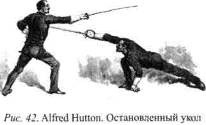 Рис. 42. Alfred Hutton. Остановленный укол